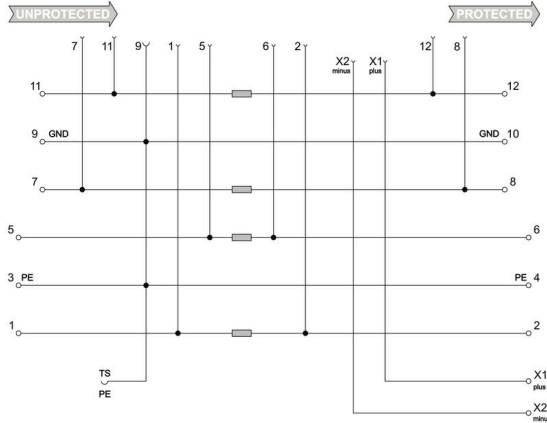 UNPROTECTED PROTECTED
7 11 9 1 5 6 2 12 8
X2 X1
minus plus
11 12
9 GND GND 10
7 8
5 6
3 PE PE 4
1 2
TS
PE
X1
plus
X2
minu